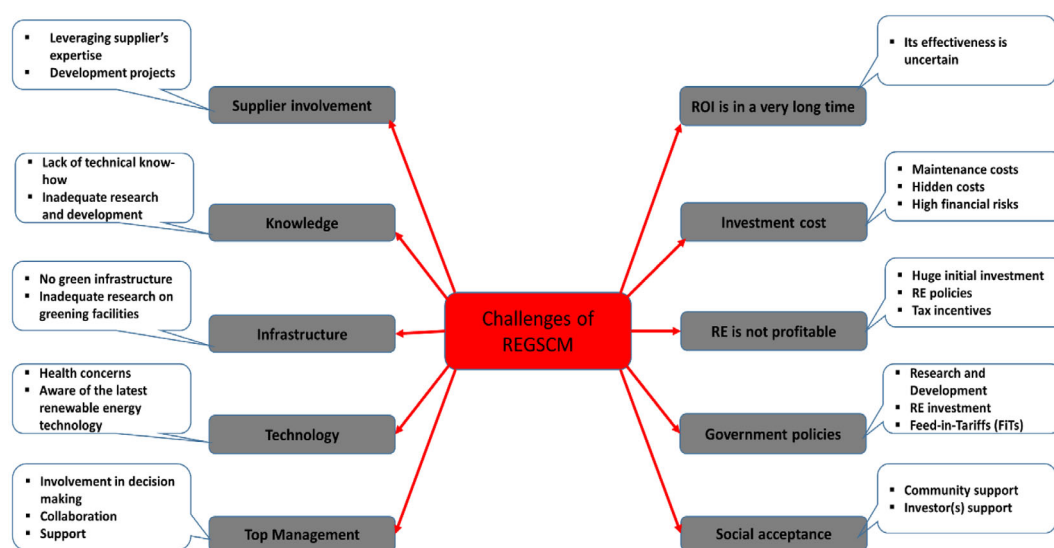 Leveraging supplier's
expertise
Development projects
Supplier involvement
Lack of technical know-
how
Inadequate research
and development
Knowledge
No green infrastructure
Inadequate research on
greening facilities
Infrastructure
Health concerns
Aware of the latest
renewable energy
technology
Technology
Involvement in decision
making
Collaboration
Support
Top Management
Challenges of
REGSCM
Its effectiveness is
uncertain
ROI is in a very long time
Maintenance costs
Hidden costs
High financial risks
Investment cost
Huge initial investment
RE policies
Tax incentives
RE is not profitable
Research and
Development
RE investment
Feed-in-Tariffs (FiTs)
Government policies
Community support
Investor(s) support
Social acceptance